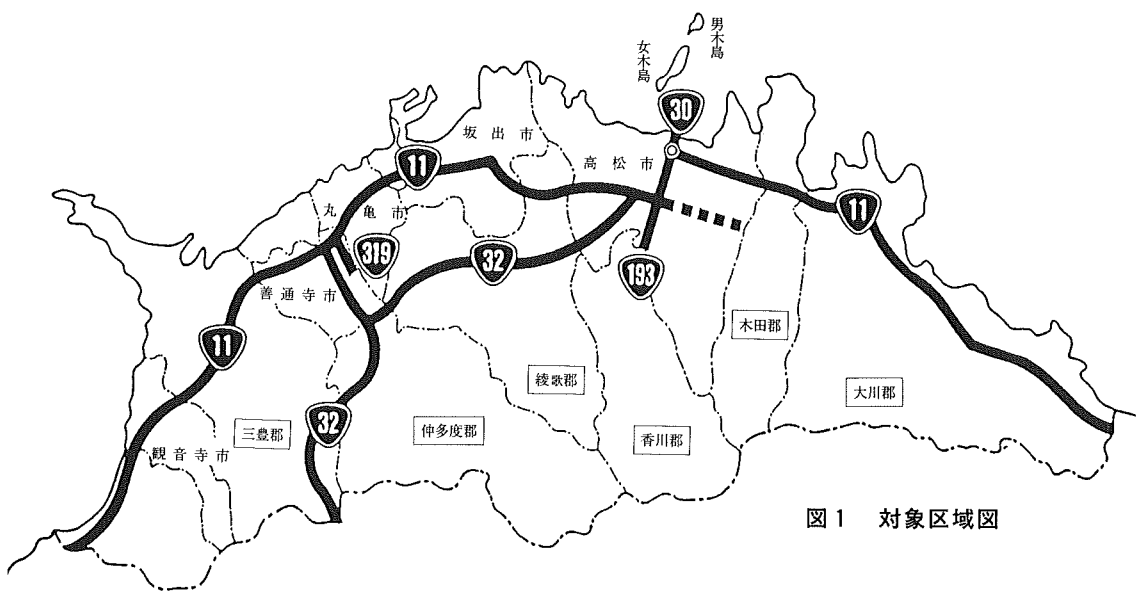 男木島
女木島
30
坂出市
高松市
11
丸亀市
11
319
32
193
善通寺市
木田郡
11
綾歌郡
大川郡
32
三豊郡
仲多度郡
香川郡
観音寺市
図1 対象区域図